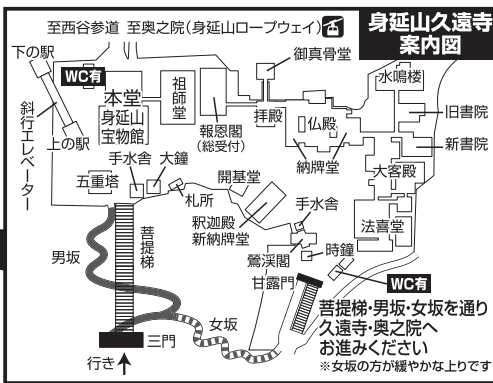 至西谷参道 至奥之院(身延山ロープウェイ)
身延山久遠寺
案内図
下の駅
WC有
御真骨堂
水鳴楼
本堂
身延山
宝物館
祖師堂
報恩閣
(総受付)
拝殿
仏殿
旧書院
新書院
斜行エレベーター
上の駅
手水舎
大鐘
納牌堂
大客殿
五重塔
札所
開基堂
手水舎
法喜堂
釈迦殿
新納牌堂
男坂
菩提梯
鶯渓閣
時鐘
甘露門
WC有
女坂
三門
行き
菩提梯・男坂・女坂を通り
久遠寺・奥之院へ
お進みください
※女坂の方が緩やかな上りです